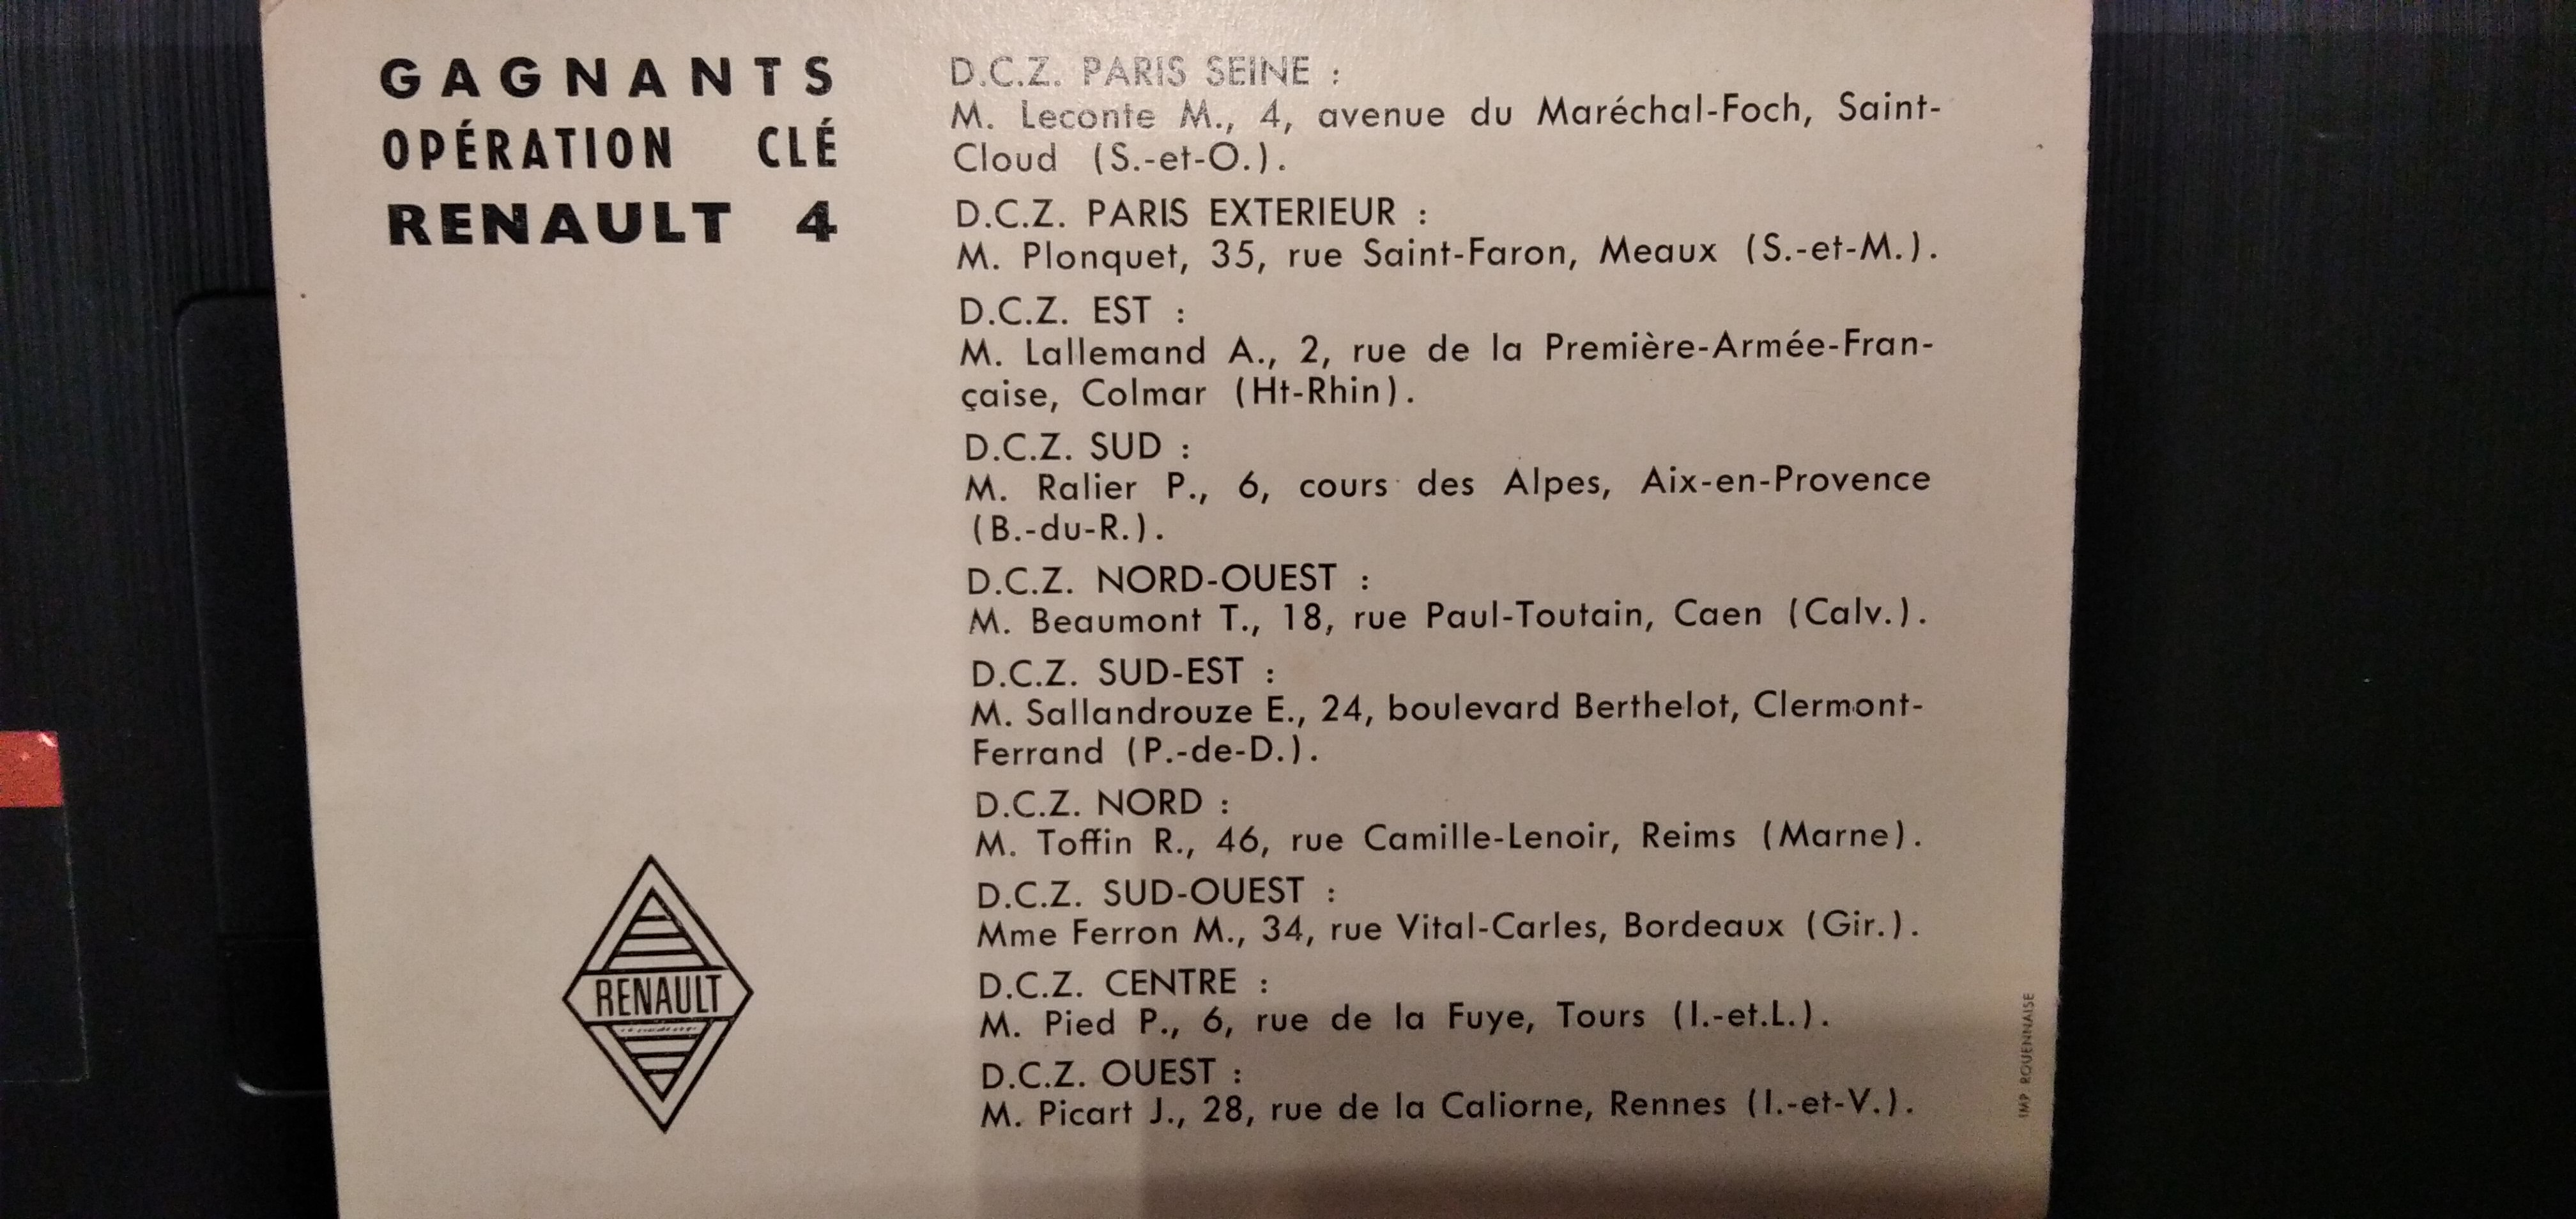 GAGNANTS
OPÉRATION CLÉ
RENAULT 4
D.C.Z. PARIS SEINE :
M. Leconte M., 4, avenue du Maréchal-Foch, Saint-
Cloud (S.-et-O.).
D.C.Z. PARIS EXTERIEUR :
M. Plonquet, 35, rue Saint-Faron, Meaux (S.-et-M.).
D.C.Z. EST :
M. Lallemand A., 2, rue de la Première-Armée-Fran-
çaise, Colmar (Ht-Rhin).
D.C.Z. SUD :
M. Ralier P., 6, cours des Alpes, Aix-en-Provence
(B.-du-R.).
D.C.Z. NORD-OUEST :
M. Beaumont T., 18, rue Paul-Toutain, Caen (Calv.).
D.C.Z. SUD-EST :
M. Sallandrouze E., 24, boulevard Berthelot, Clermont-
Ferrand (P.-de-D.).
D.C.Z. NORD :
M. Toffin R., 46, rue Camille-Lenoir, Reims (Marne).
D.C.Z. SUD-OUEST :
Mme Ferron M., 34, rue Vital-Carles, Bordeaux (Gir.).
D.C.Z. CENTRE :
M. Pied P., 6, rue de la Fuye, Tours (I.-et.L.).
D.C.Z. OUEST :
M. Picart J., 28, rue de la Caliorne, Rennes (I.-et-V.).
RENAULT
IMP ROUENNAISE